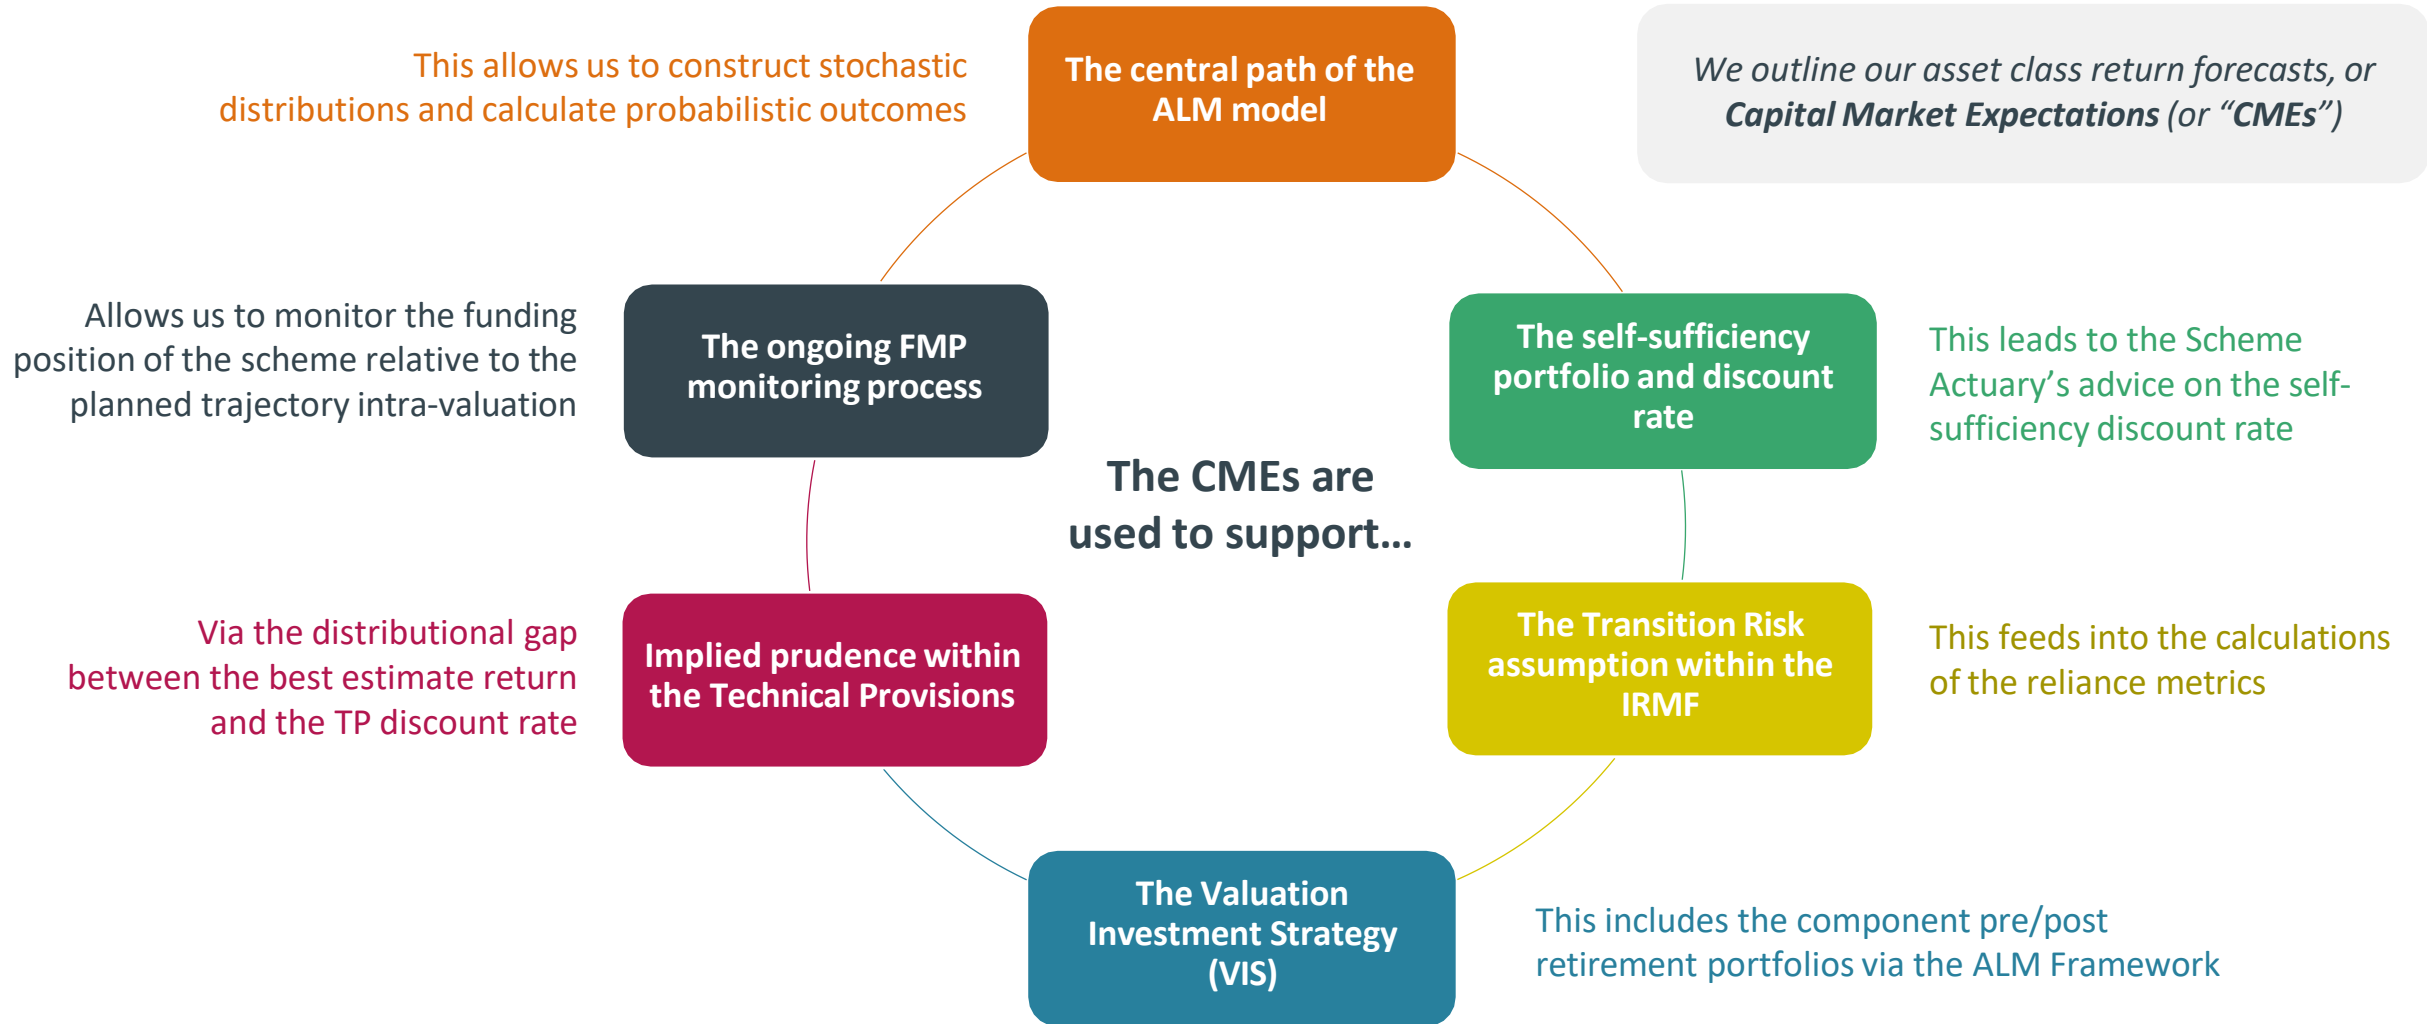 This allows us to construct stochastic
distributions and calculate probabilistic outcomes
The central path of the
ALM model
We outline our asset class return forecasts, or
Capital Market Expectations (or “CMEs”)
Allows us to monitor the funding
position of the scheme relative to the
planned trajectory intra-valuation
The ongoing FMP
monitoring process
The self-sufficiency
portfolio and discount
rate
This leads to the Scheme
Actuary’s advice on the self-
sufficiency discount rate
The CMEs are
used to support…
Via the distributional gap
between the best estimate return
and the TP discount rate
Implied prudence within
the Technical Provisions
The Transition Risk
assumption within the
IRMF
This feeds into the calculations
of the reliance metrics
The Valuation
Investment Strategy
(VIS)
This includes the component pre/post
retirement portfolios via the ALM Framework